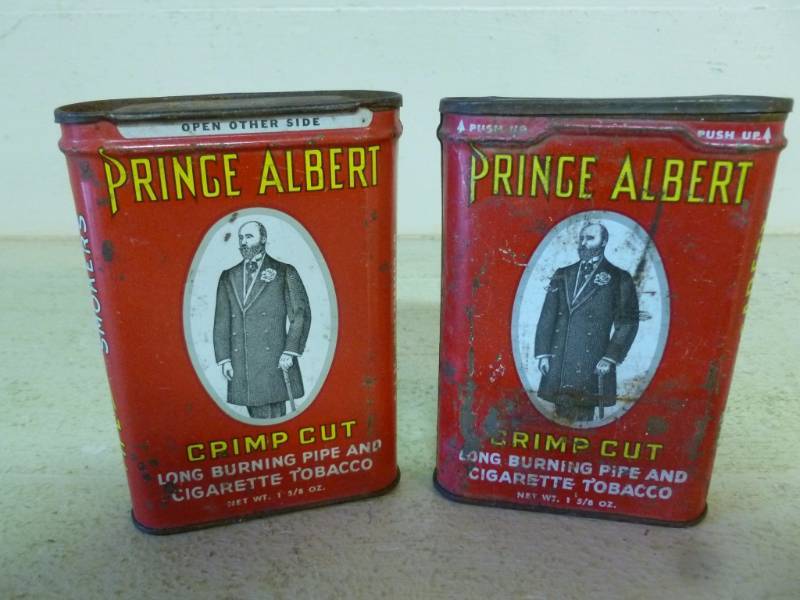 OPEN OTHER SIDE
PRINCE ALBERT
CRIMP CUT
LONG BURNING PIPE AND
CIGARETTE TOBACCO
NET WT. 1 5/8 OZ.
SMOKERS
PUSH UP PUSH UP
PRINCE ALBERT
CRIMP CUT
LONG BURNING PIPE AND
CIGARETTE TOBACCO
NET WT. 1 5/8 OZ.